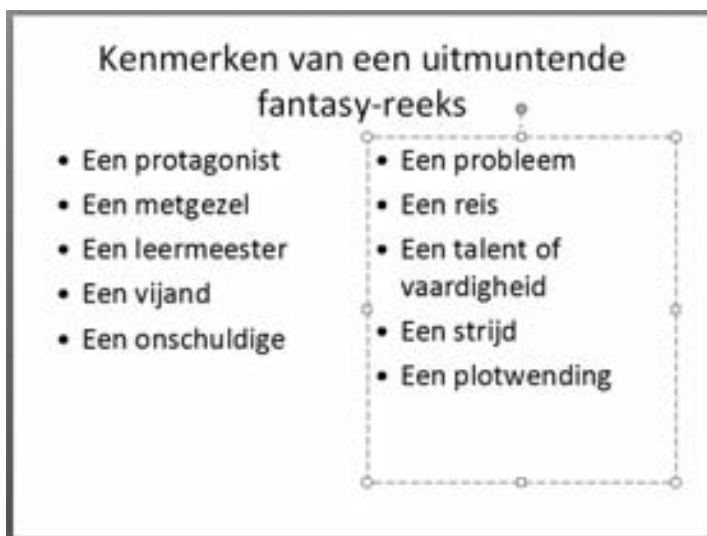 Kenmerken van een uitmuntende
fantasy-reeks
• Een protagonist
• Een metgezel
• Een leermeester
• Een vijand
• Een onschuldige
• Een probleem
• Een reis
• Een talent of
vaardigheid
• Een strijd
• Een plotwending